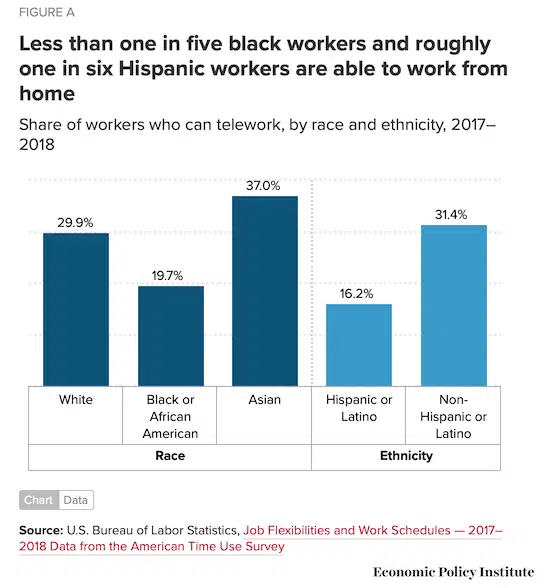 FIGURE A
Less than one in five black workers and roughly
one in six Hispanic workers are able to work from
home
Share of workers who can telework, by race and ethnicity, 2017–
2018
29.9%
19.7%
37.0%
16.2%
31.4%
White
Black or
African
American
Asian
Hispanic or
Latino
Non-
Hispanic or
Latino
Race
Ethnicity
Chart Data
Source: U.S. Bureau of Labor Statistics, Job Flexibilities and Work Schedules — 2017–
2018 Data from the American Time Use Survey
Economic Policy Institute